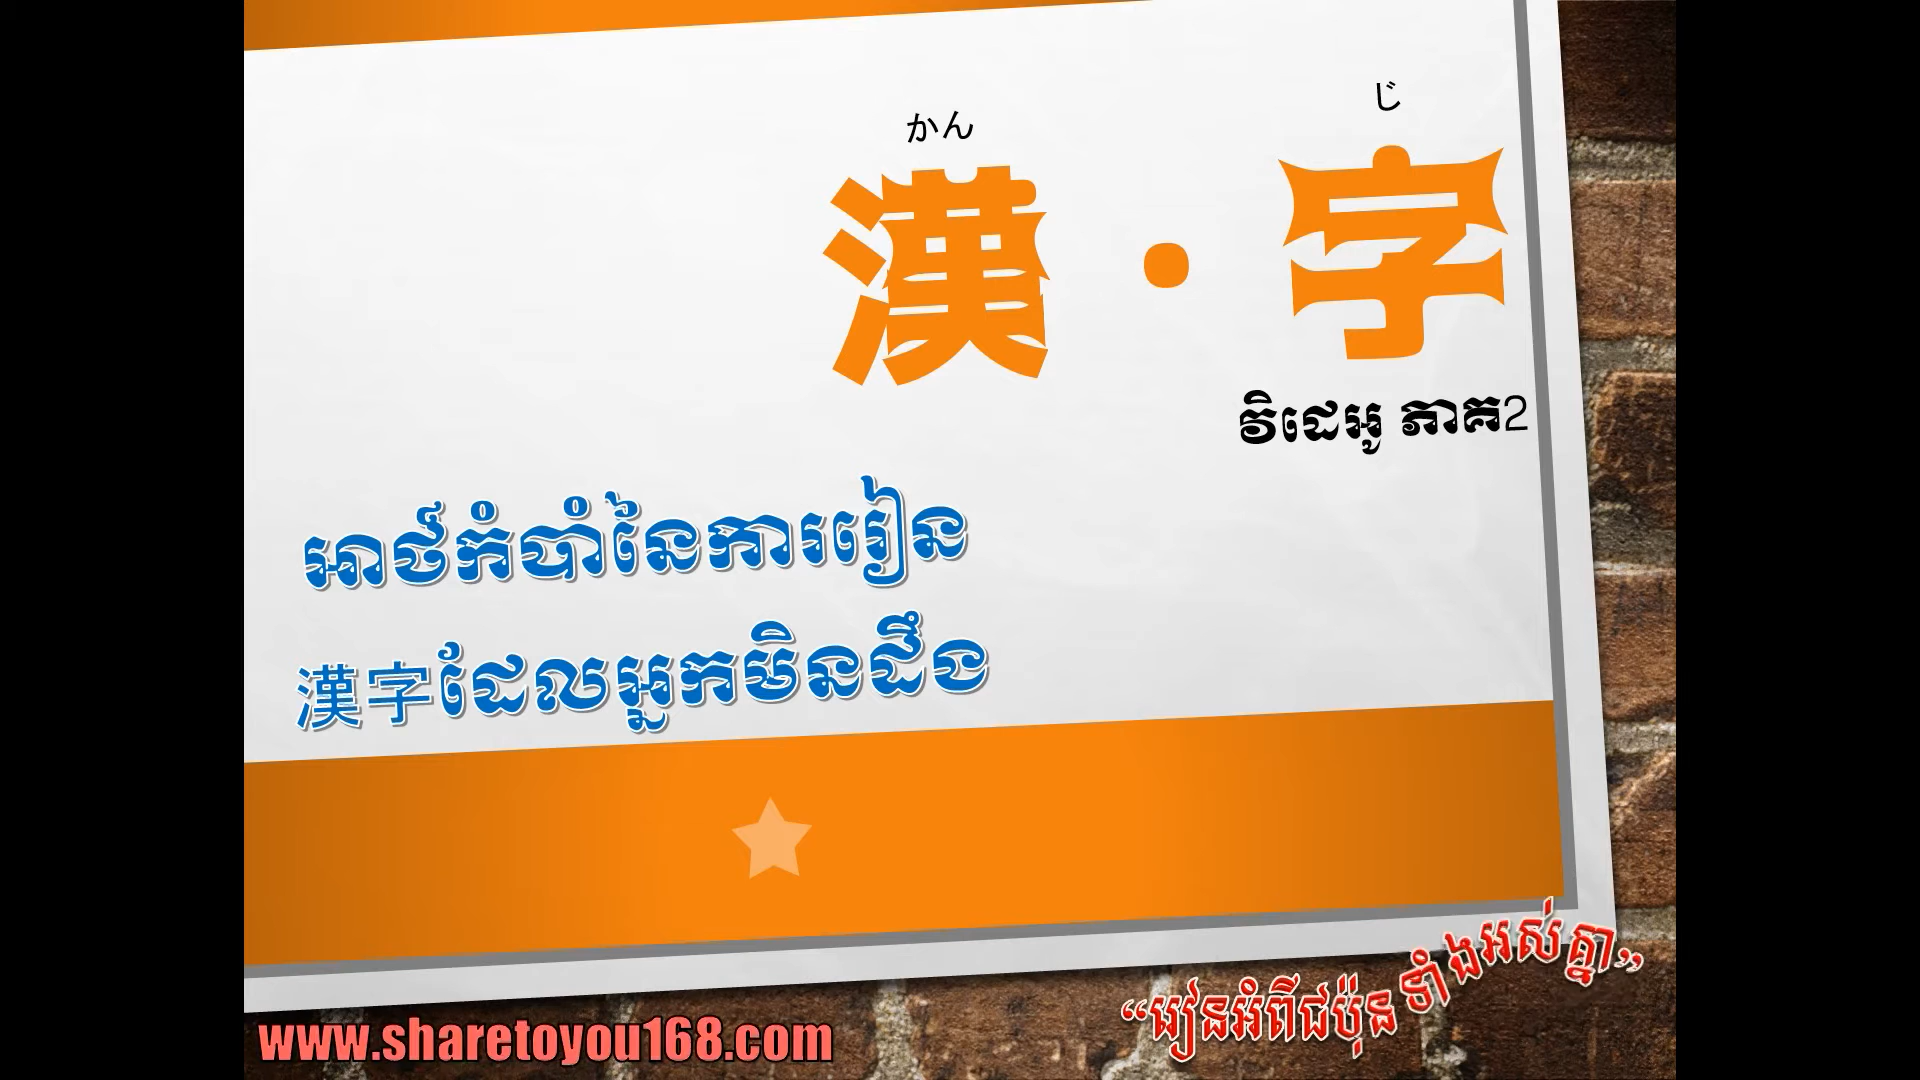 かん じ
漢・字
វិដេអូ ភាគ2
អាថ៌កំបាំនៃការរៀន
漢字ដែលអ្នកមិនដឹង
“រៀនអំពីជប៉ុនទាំងអស់គ្នា”
www.sharetoyou168.com